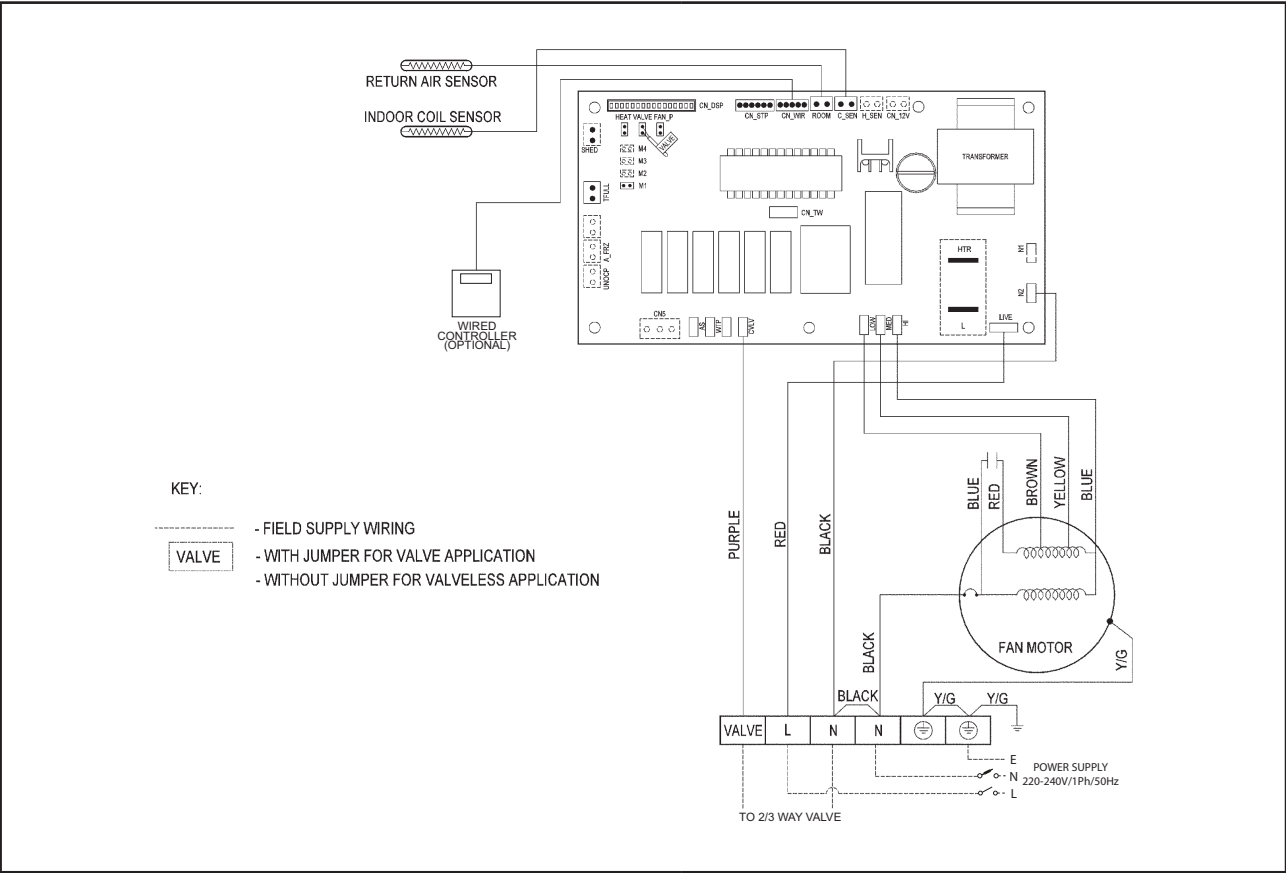 RETURN AIR SENSOR
INDOOR COIL SENSOR
CN_DSP
CN_STP
CN_WIR
ROOM
C_SEN
H_SEN
CN_12V
HEAT VALVE FAN_P
VALVE
SHED
M4
M3
M2
M1
TFULL
A_FRZ
UNOCP
TRANSFORMER
CN_TW
HTR
L
N1
N2
LIVE
CN5
AS
WTP
CVLV
LOW
MED
HI
WIRED
CONTROLLER
(OPTIONAL)
KEY:
- FIELD SUPPLY WIRING
VALVE
- WITH JUMPER FOR VALVE APPLICATION
- WITHOUT JUMPER FOR VALVELESS APPLICATION
PURPLE
RED
BLACK
BLUE
RED
BROWN
YELLOW
BLUE
FAN MOTOR
BLACK
Y/G
BLACK
Y/G
Y/G
VALVE
L
N
N
E
N
L
POWER SUPPLY
220-240V/1Ph/50Hz
TO 2/3 WAY VALVE